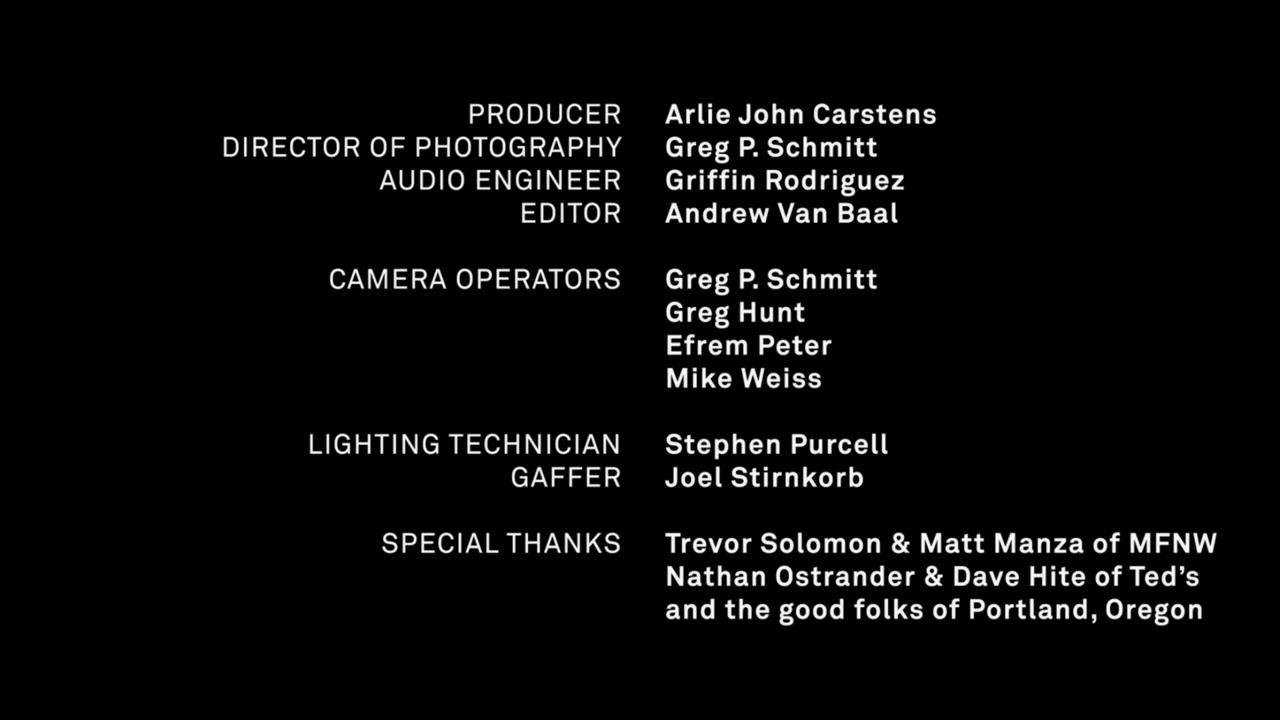 PRODUCER Arlie John Carstens
DIRECTOR OF PHOTOGRAPHY Greg P. Schmitt
AUDIO ENGINEER Griffin Rodriguez
EDITOR Andrew Van Baal
CAMERA OPERATORS Greg P. Schmitt
Greg Hunt
Efrem Peter
Mike Weiss
LIGHTING TECHNICIAN Stephen Purcell
GAFFER Joel Stirnkorb
SPECIAL THANKS Trevor Solomon & Matt Manza of MFNW
Nathan Ostrander & Dave Hite of Ted’s
and the good folks of Portland, Oregon